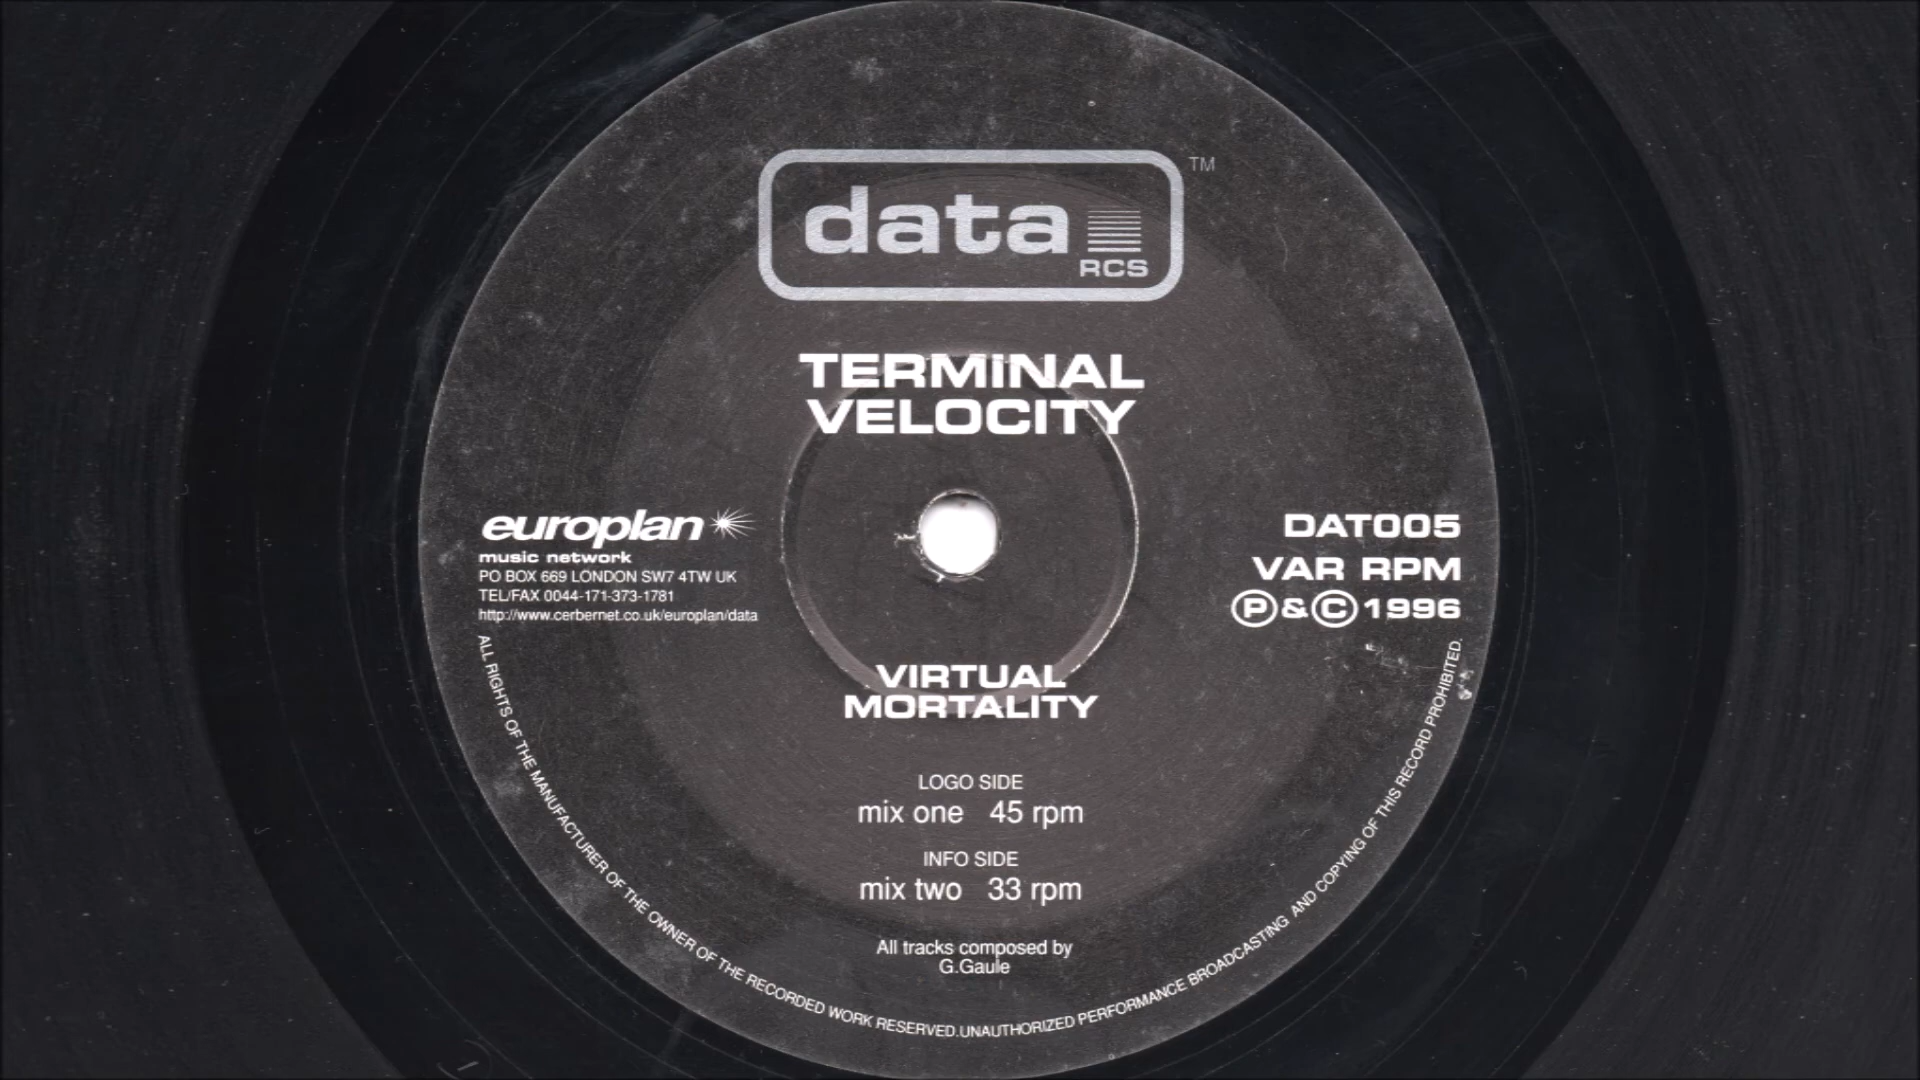 data
RCS
TM
TERMiNAL
VELOCITY
europlan
music network
PO BOX 669 LONDON SW7 4TW UK
TEL/FAX 0044-171-373-1781
http://www.cerbernet.co.uk/europlan/data
DAT005
VAR RPM
Ⓟ&Ⓒ1996
VIRTUAL
MORTALITY
LOGO SIDE
mix one 45 rpm
INFO SIDE
mix two 33 rpm
All tracks composed by
G.Gaule
ALL RIGHTS OF THE MANUFACTURER OF THE OWNER OF THE RECORDED WORK RESERVED.UNAUTHORIZED PERFORMANCE BROADCASTING AND COPYING OF THIS RECORD PROHIBITED.